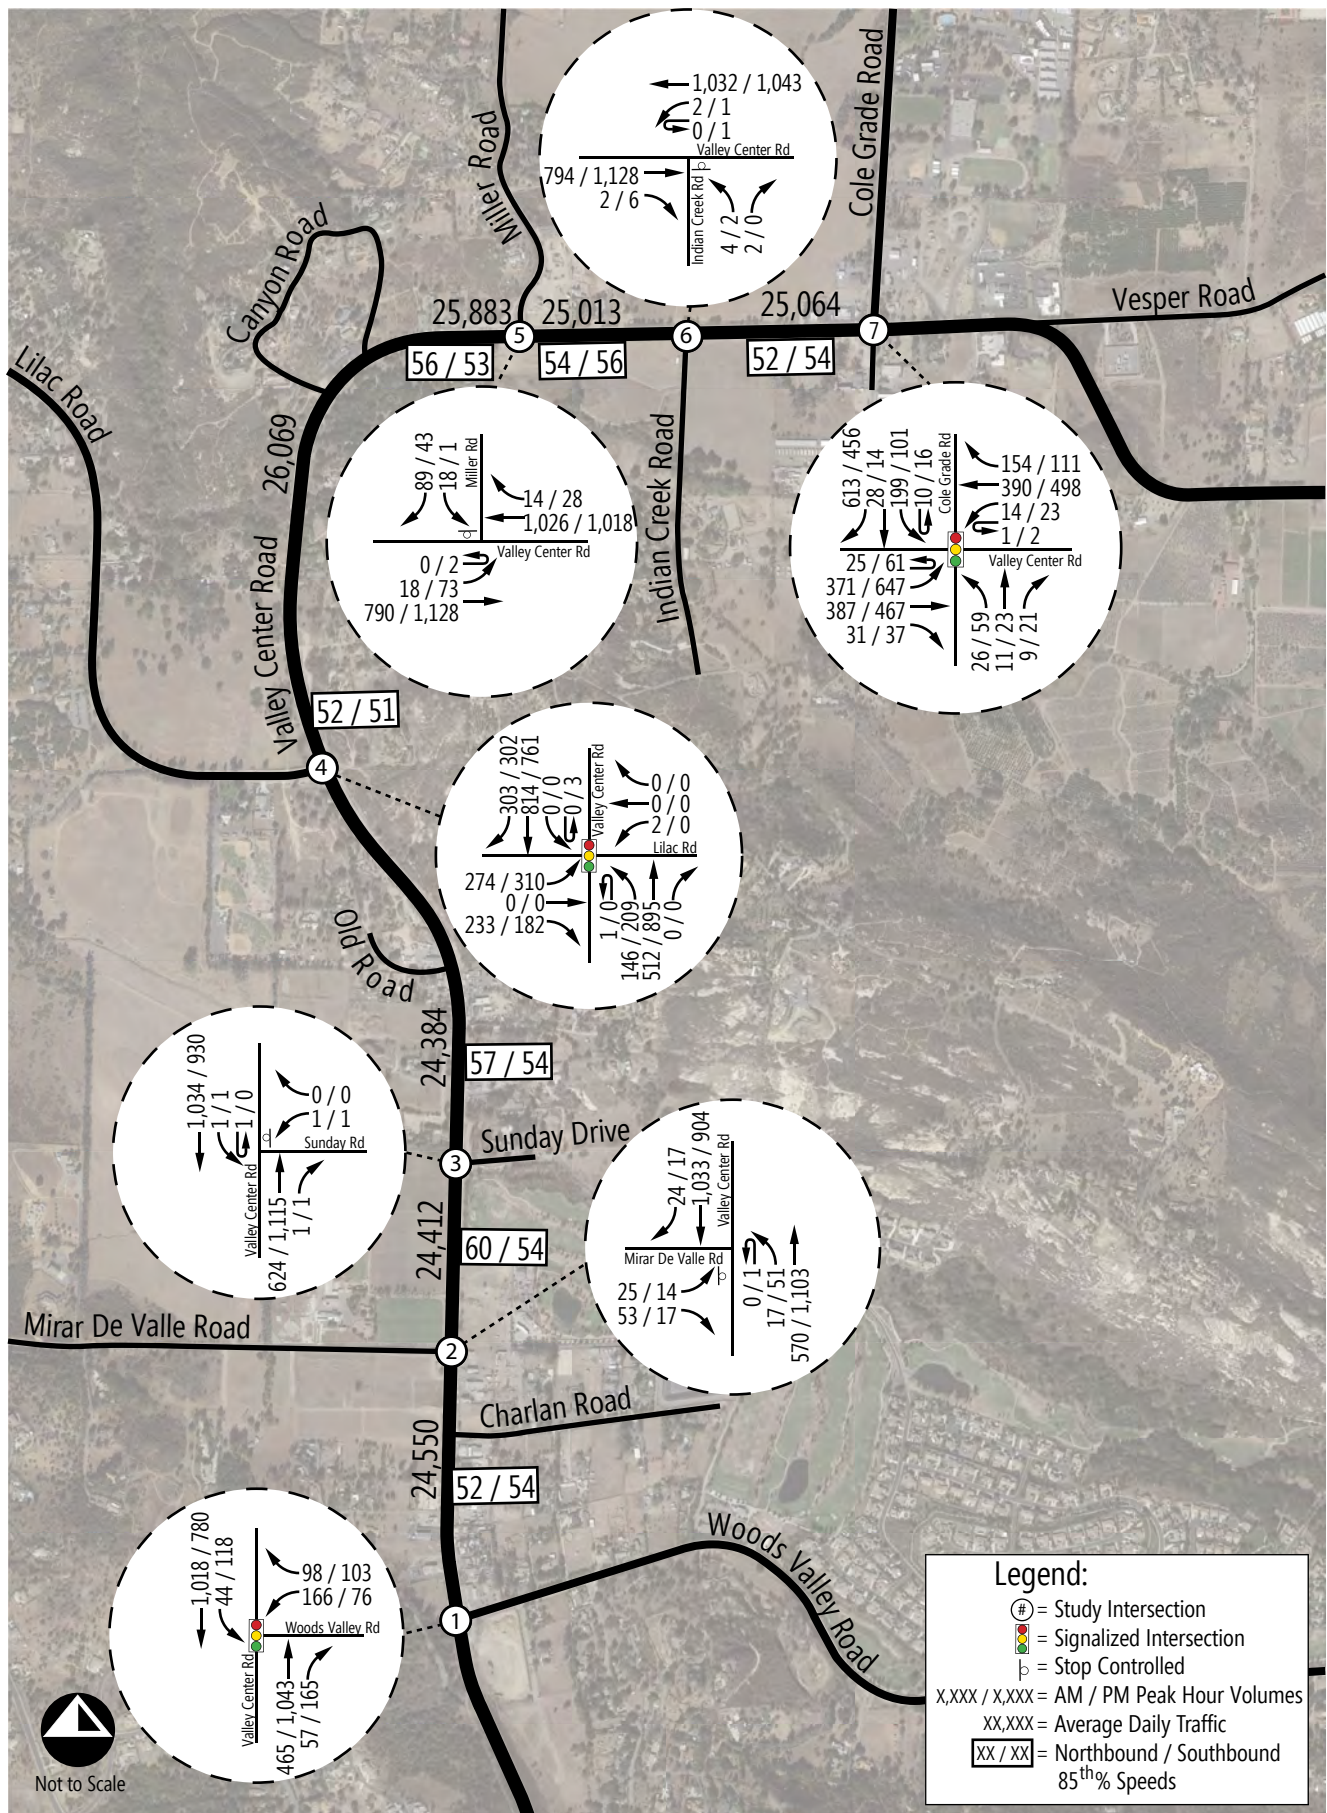 1,032 / 1,043
2 / 1
0 / 1
Valley Center Rd
794 / 1,128
2 / 6
Indian Creek Rd
4 / 2
2 / 0
Miller Road
Cole Grade Road
Canyon Road
Vesper Road
25,883
25,013
25,064
5
6
7
56 / 53
54 / 56
52 / 54
Lilac Road
26,069
Valley Center Road
89 / 43
18 / 1
Miller Rd
14 / 28
1,026 / 1,018
Valley Center Rd
0 / 2
18 / 73
790 / 1,128
Indian Creek Road
613 / 456
28 / 14
199 / 101
10 / 16
Cole Grade Rd
154 / 111
390 / 498
14 / 23
1 / 2
Valley Center Rd
25 / 61
371 / 647
387 / 467
31 / 37
26 / 59
11 / 23
9 / 21
52 / 51
4
303 / 302
814 / 761
0 / 0
0 / 3
Valley Center Rd
0 / 0
0 / 0
2 / 0
Lilac Rd
274 / 310
0 / 0
233 / 182
1 / 0
146 / 209
512 / 895
0 / 0
Old Road
24,384
57 / 54
1,034 / 930
1 / 1
1 / 0
0 / 0
1 / 1
Sunday Rd
Valley Center Rd
624 / 1,115
1 / 1
3
Sunday Drive
24,412
60 / 54
24 / 17
1,033 / 904
Valley Center Rd
Mirar De Valle Rd
25 / 14
53 / 17
0 / 1
17 / 51
570 / 1,103
Mirar De Valle Road
2
Charlan Road
24,550
52 / 54
Woods Valley Road
1,018 / 780
44 / 118
98 / 103
166 / 76
Woods Valley Rd
Valley Center Rd
465 / 1,043
57 / 165
1
Not to Scale
Legend:
# = Study Intersection
= Signalized Intersection
= Stop Controlled
X,XXX / X,XXX = AM / PM Peak Hour Volumes
XX,XXX = Average Daily Traffic
XX / XX = Northbound / Southbound
85th% Speeds